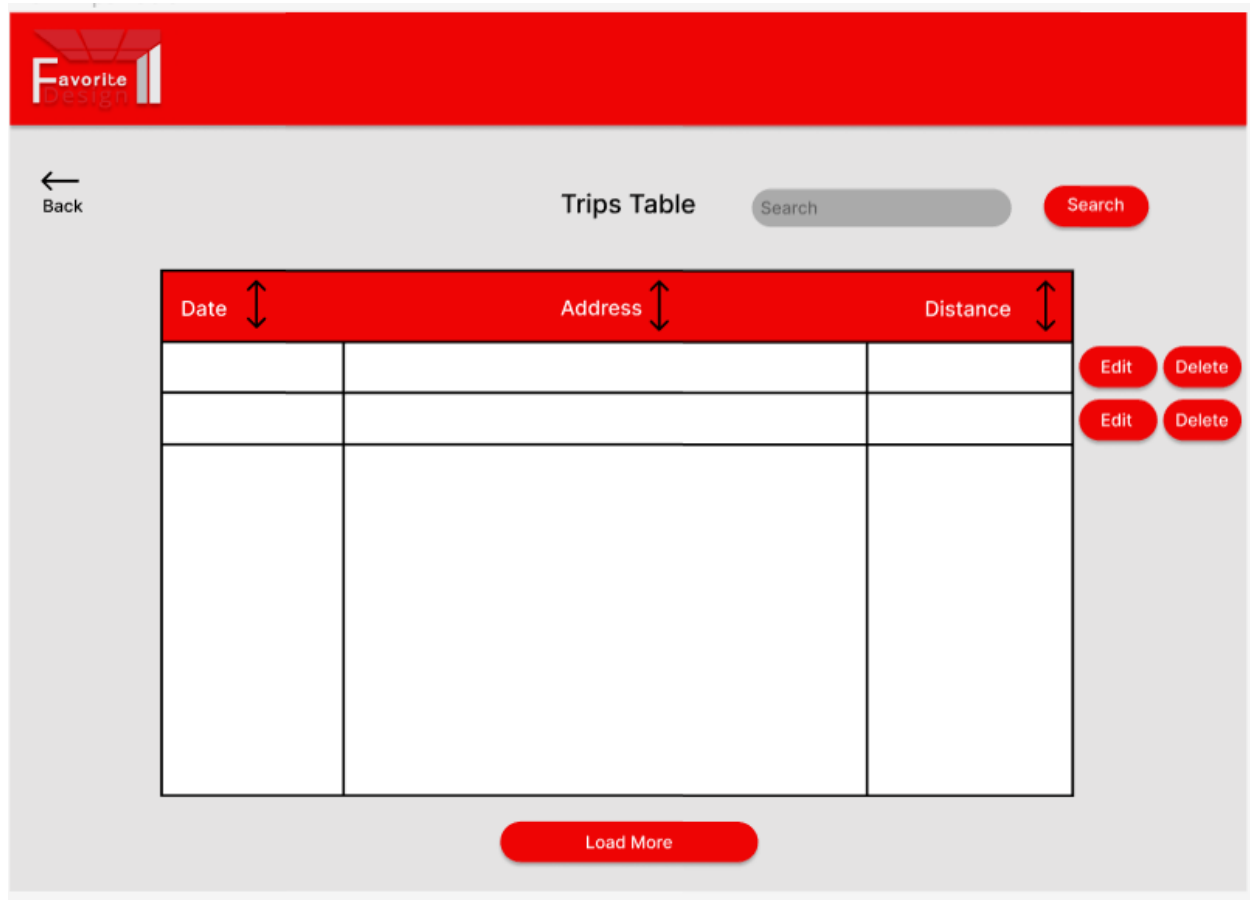 Favorite
Design
Back
Trips Table
Search
Search
Date
Address
Distance
Edit
Delete
Edit
Delete
Load More